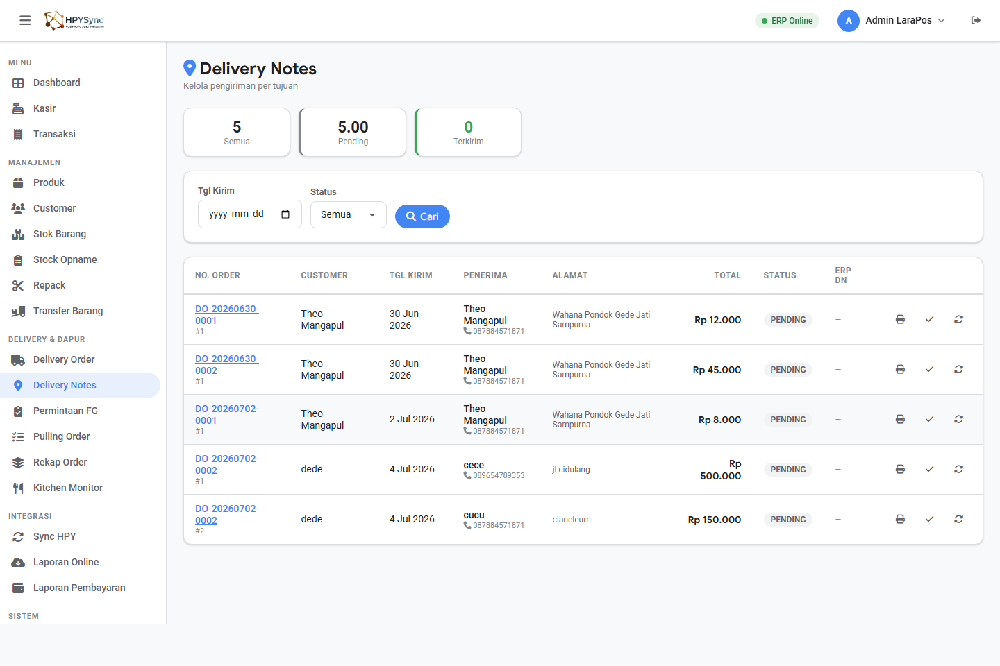 HPYSync
ERP Online
A
Admin LaraPos
MENU
Dashboard
Kasir
Transaksi
MANAJEMEN
Produk
Customer
Stok Barang
Stock Opname
Repack
Transfer Barang
DELIVERY & DAPUR
Delivery Order
Delivery Notes
Permintaan FG
Pulling Order
Rekap Order
Kitchen Monitor
INTEGRASI
Sync HPY
Laporan Online
Laporan Pembayaran
SISTEM
Delivery Notes
Kelola pengiriman per tujuan
5
Semua
5.00
Pending
0
Terkirim
Tgl Kirim
yyyy-mm-dd
Status
Semua
Cari
NO. ORDER CUSTOMER TGL KIRIM PENERIMA ALAMAT TOTAL STATUS ERP
DN
DO-20260630-
0001
#1
Theo
Mangapul
30 Jun
2026
Theo
Mangapul
087884571871
Wahana Pondok Gede Jati
Sampurna
Rp 12.000
PENDING
—
DO-20260630-
0002
#1
Theo
Mangapul
30 Jun
2026
Theo
Mangapul
087884571871
Wahana Pondok Gede Jati
Sampurna
Rp 45.000
PENDING
—
DO-20260702-
0001
#1
Theo
Mangapul
2 Jul 2026
Theo
Mangapul
087884571871
Wahana Pondok Gede Jati
Sampurna
Rp 8.000
PENDING
—
DO-20260702-
0002
#1
dede
4 Jul 2026
cece
089654789353
jl cidulang
Rp
500.000
PENDING
—
DO-20260702-
0002
#2
dede
4 Jul 2026
cucu
087884571871
cianeleum
Rp 150.000
PENDING
—